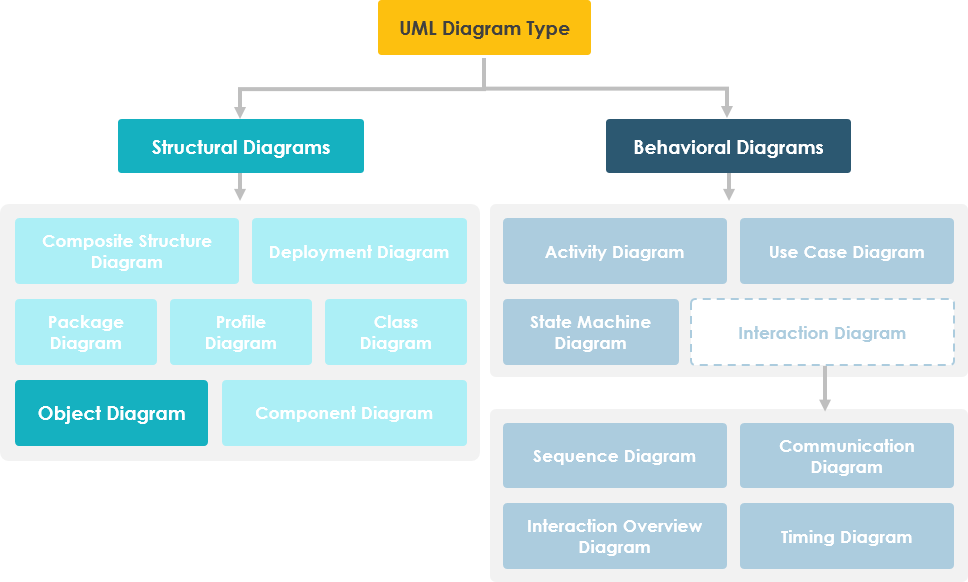 UML Diagram Type
Structural Diagrams
Behavioral Diagrams
Composite Structure
Diagram
Deployment Diagram
Package
Diagram
Profile
Diagram
Class
Diagram
Object Diagram
Component Diagram
Activity Diagram
Use Case Diagram
State Machine
Diagram
Interaction Diagram
Sequence Diagram
Communication
Diagram
Interaction Overview
Diagram
Timing Diagram